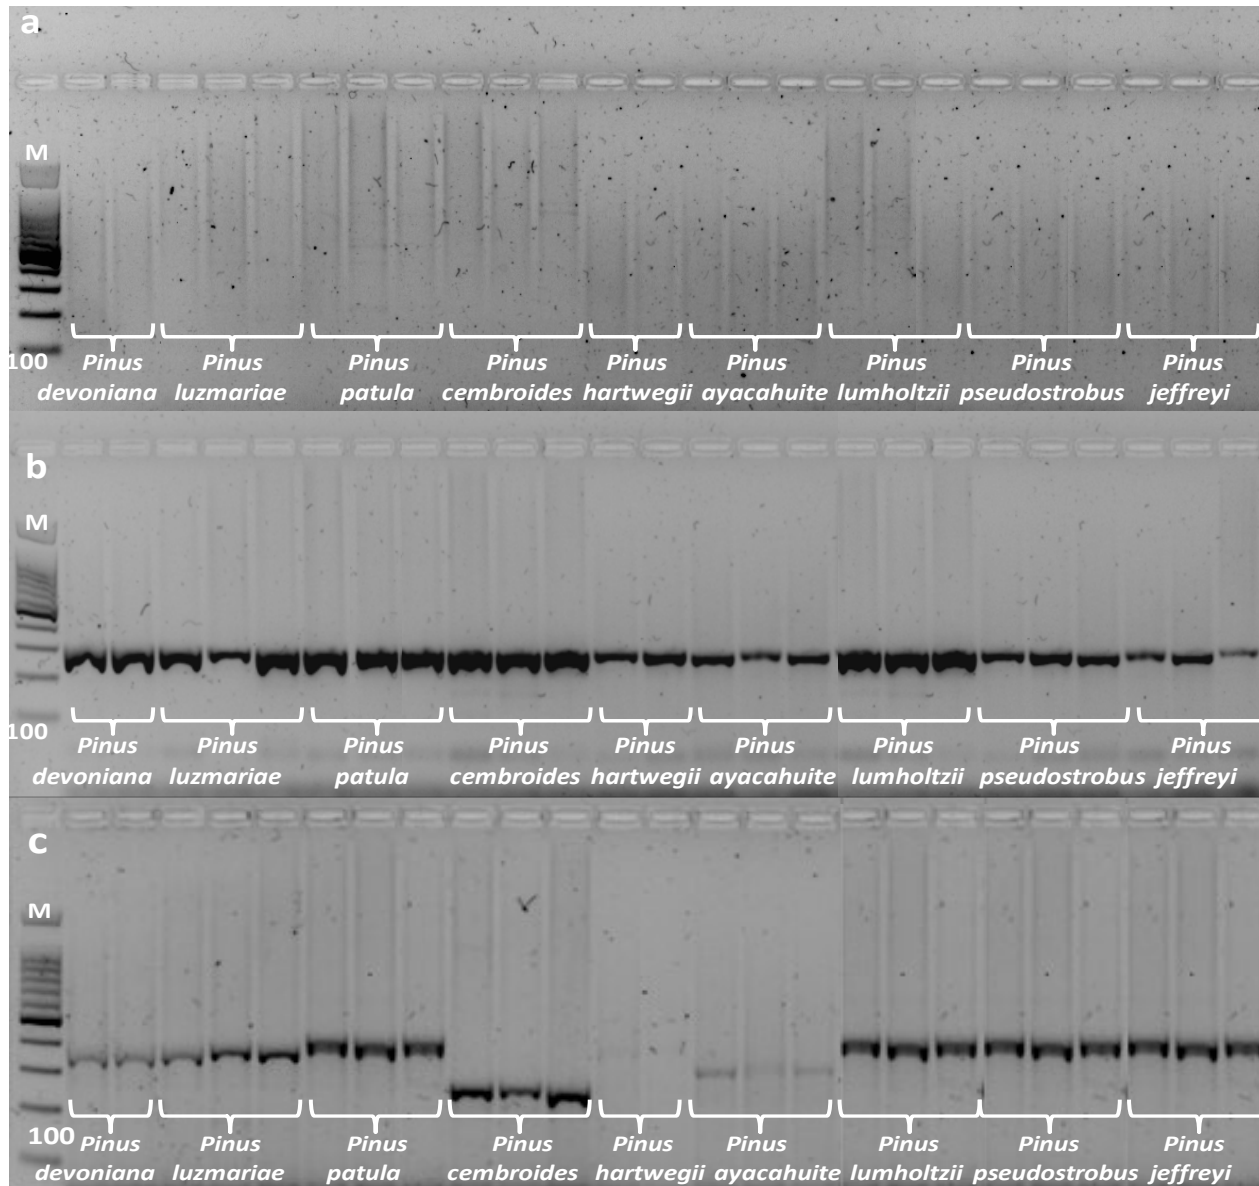 a
M
100
Pinus devoniana
Pinus luzmariae
Pinus patula
Pinus cembroides
Pinus hartwegii
Pinus ayacahuite
Pinus lumholtzii
Pinus pseudostrobus
Pinus jeffreyi
b
M
100
Pinus devoniana
Pinus luzmariae
Pinus patula
Pinus cembroides
Pinus hartwegii
Pinus ayacahuite
Pinus lumholtzii
Pinus pseudostrobus
Pinus jeffreyi
c
M
100
Pinus devoniana
Pinus luzmariae
Pinus patula
Pinus cembroides
Pinus hartwegii
Pinus ayacahuite
Pinus lumholtzii
Pinus pseudostrobus
Pinus jeffreyi